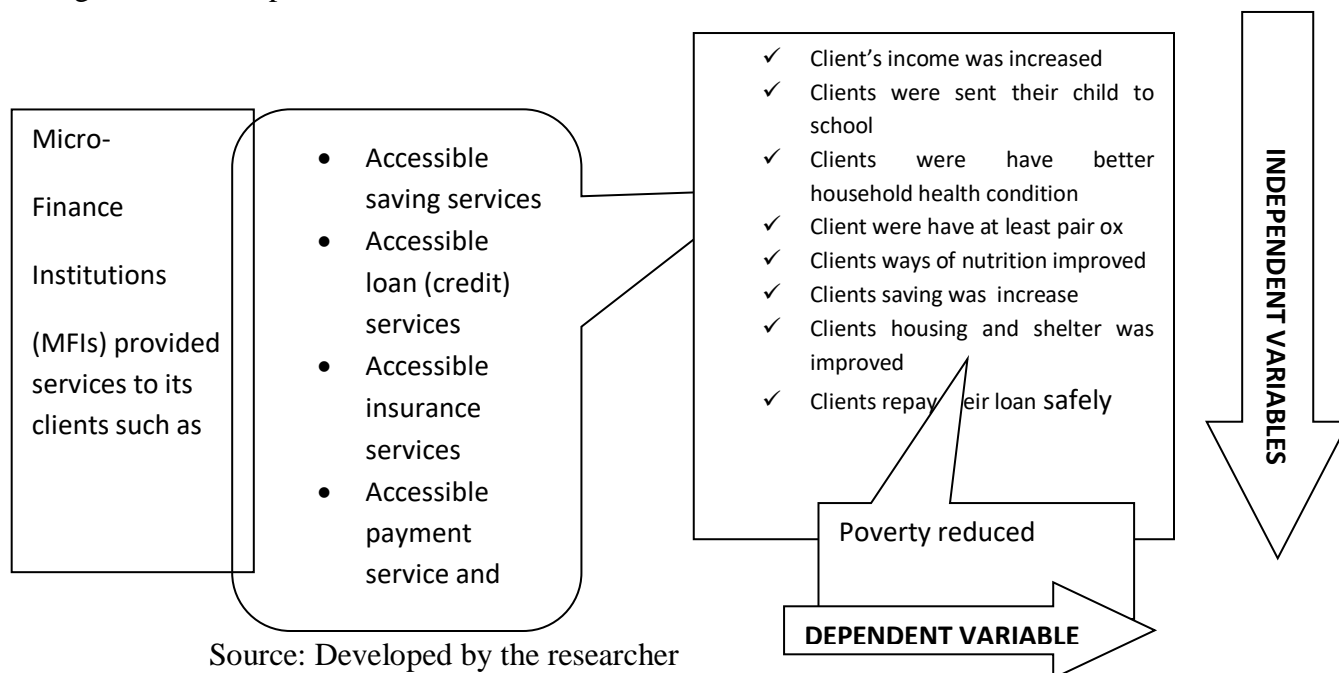 Micro-
Finance
Institutions
(MFIs) provided
services to its
clients such as
• Accessible
saving services
• Accessible
loan (credit)
services
• Accessible
insurance
services
• Accessible
payment
service and
✓ Client's income was increased
✓ Clients were sent their child to
school
✓ Clients were have better
household health condition
✓ Client were have at least pair ox
✓ Clients ways of nutrition improved
✓ Clients saving was increase
✓ Clients housing and shelter was
improved
✓ Clients repay eir loan safely
Poverty reduced
INDEPENDENT VARIABLES
DEPENDENT VARIABLE
Source: Developed by the researcher